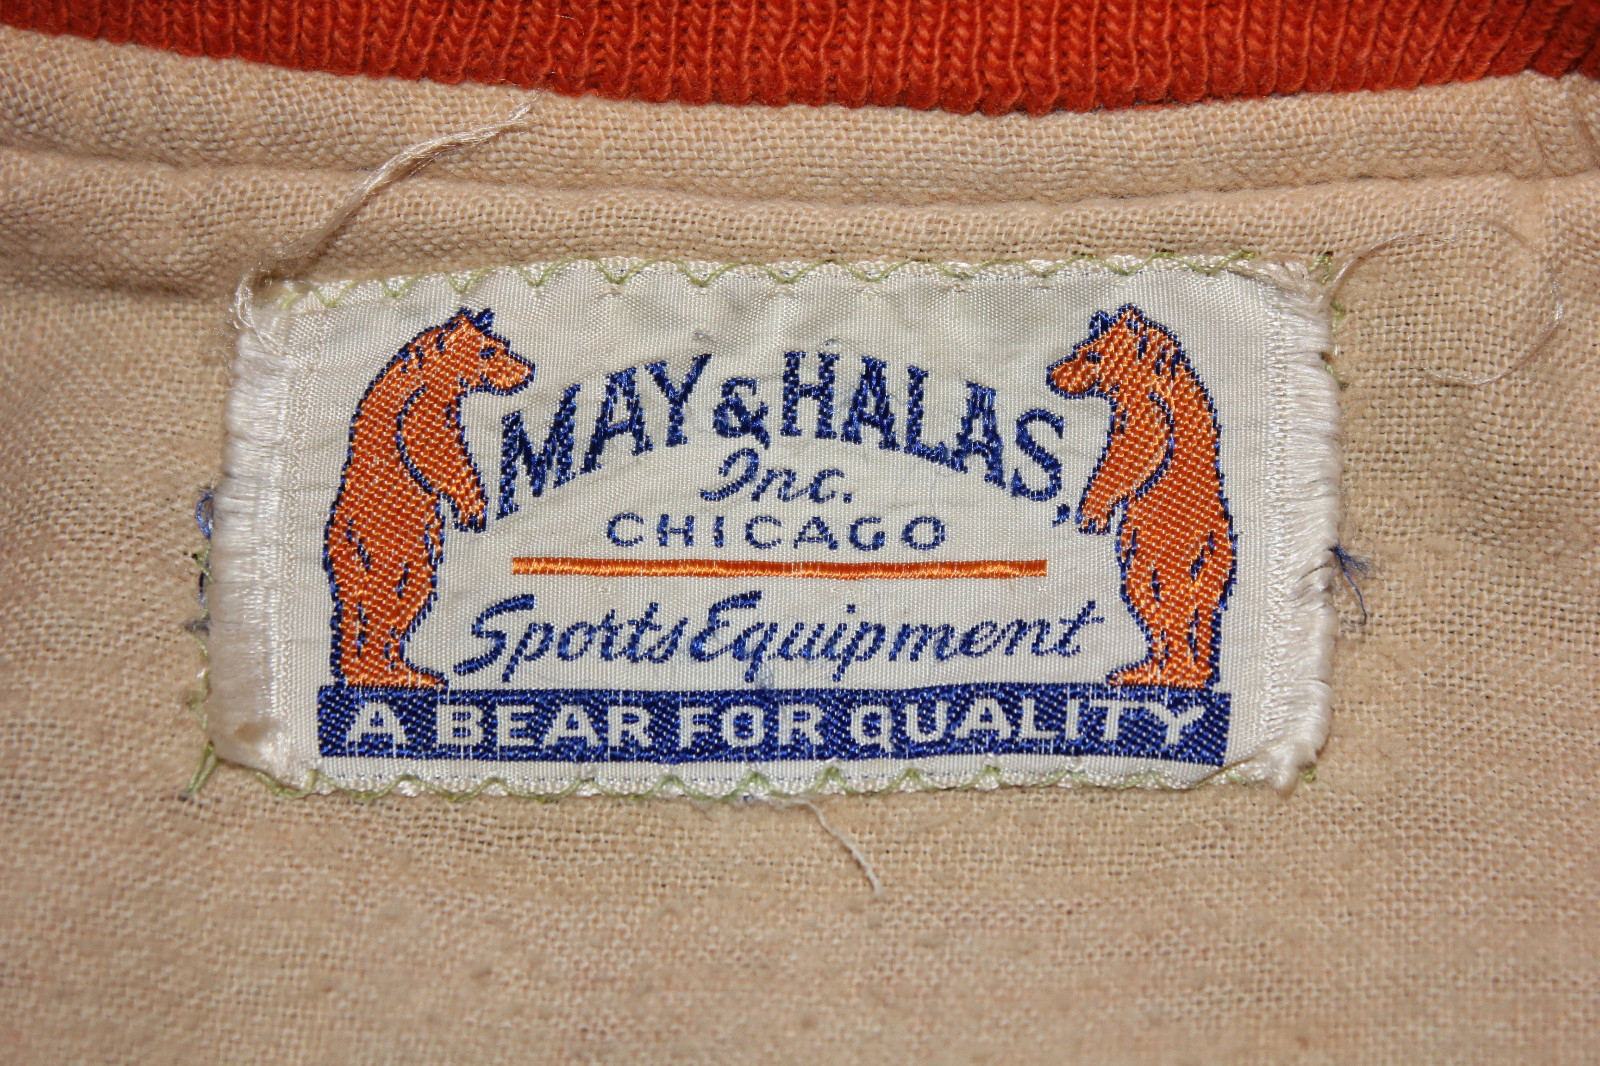 MAY & HALAS,
Inc.
CHICAGO
Sports Equipment
A BEAR FOR QUALITY